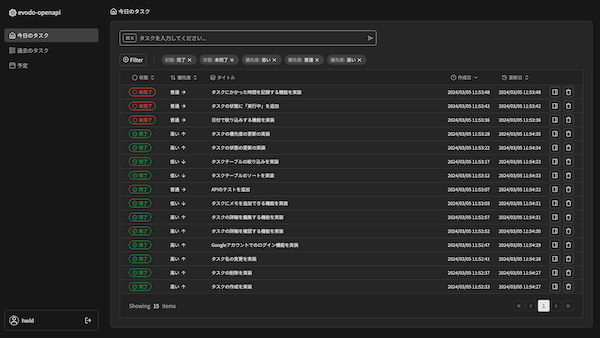 evodo-openapi
今日のタスク
過去のタスク
予定
今日のタスク
⌘ K タスクを入力してください...
Filter 状態: 完了 × 状態: 未完了 × 優先度: 低い × 優先度: 普通 × 優先度: 高い ×
状態 優先度 タイトル 作成日 更新日
未完了 普通 → タスクにかかった時間を記録する機能を実装 2024/03/05 11:53:48 2024/03/05 11:53:48
未完了 普通 → タスクの状態に「実行中」を追加 2024/03/05 11:53:42 2024/03/05 11:53:42
未完了 普通 → 日付で絞り込みする機能を実装 2024/03/05 11:53:36 2024/03/05 11:53:36
完了 高い ↑ タスクの優先度の更新の実装 2024/03/05 11:53:28 2024/03/05 11:54:35
完了 高い ↑ タスクの状態の更新の実装 2024/03/05 11:53:22 2024/03/05 11:54:34
完了 低い ↓ タスクテーブルの絞り込みを実装 2024/03/05 11:53:17 2024/03/05 11:54:33
完了 低い ↓ タスクテーブルのソートを実装 2024/03/05 11:53:12 2024/03/05 11:54:33
完了 普通 → APIのテストを追加 2024/03/05 11:53:07 2024/03/05 11:54:32
完了 低い ↓ タスクにメモを追加できる機能を実装 2024/03/05 11:53:03 2024/03/05 11:54:31
完了 高い ↑ タスクの詳細を編集する機能を実装 2024/03/05 11:52:57 2024/03/05 11:54:31
完了 高い ↑ タスクの詳細を確認する機能を実装 2024/03/05 11:52:52 2024/03/05 11:54:30
完了 高い ↑ Googleアカウントでのログイン機能を実装 2024/03/05 11:52:47 2024/03/05 11:54:29
完了 高い ↑ タスク名の変更を実装 2024/03/05 11:52:41 2024/03/05 11:54:28
完了 高い ↑ タスクの削除を実装 2024/03/05 11:52:37 2024/03/05 11:54:27
完了 高い ↑ タスクの作成を実装 2024/03/05 11:52:33 2024/03/05 11:54:27
Showing 15 items 1
hwld